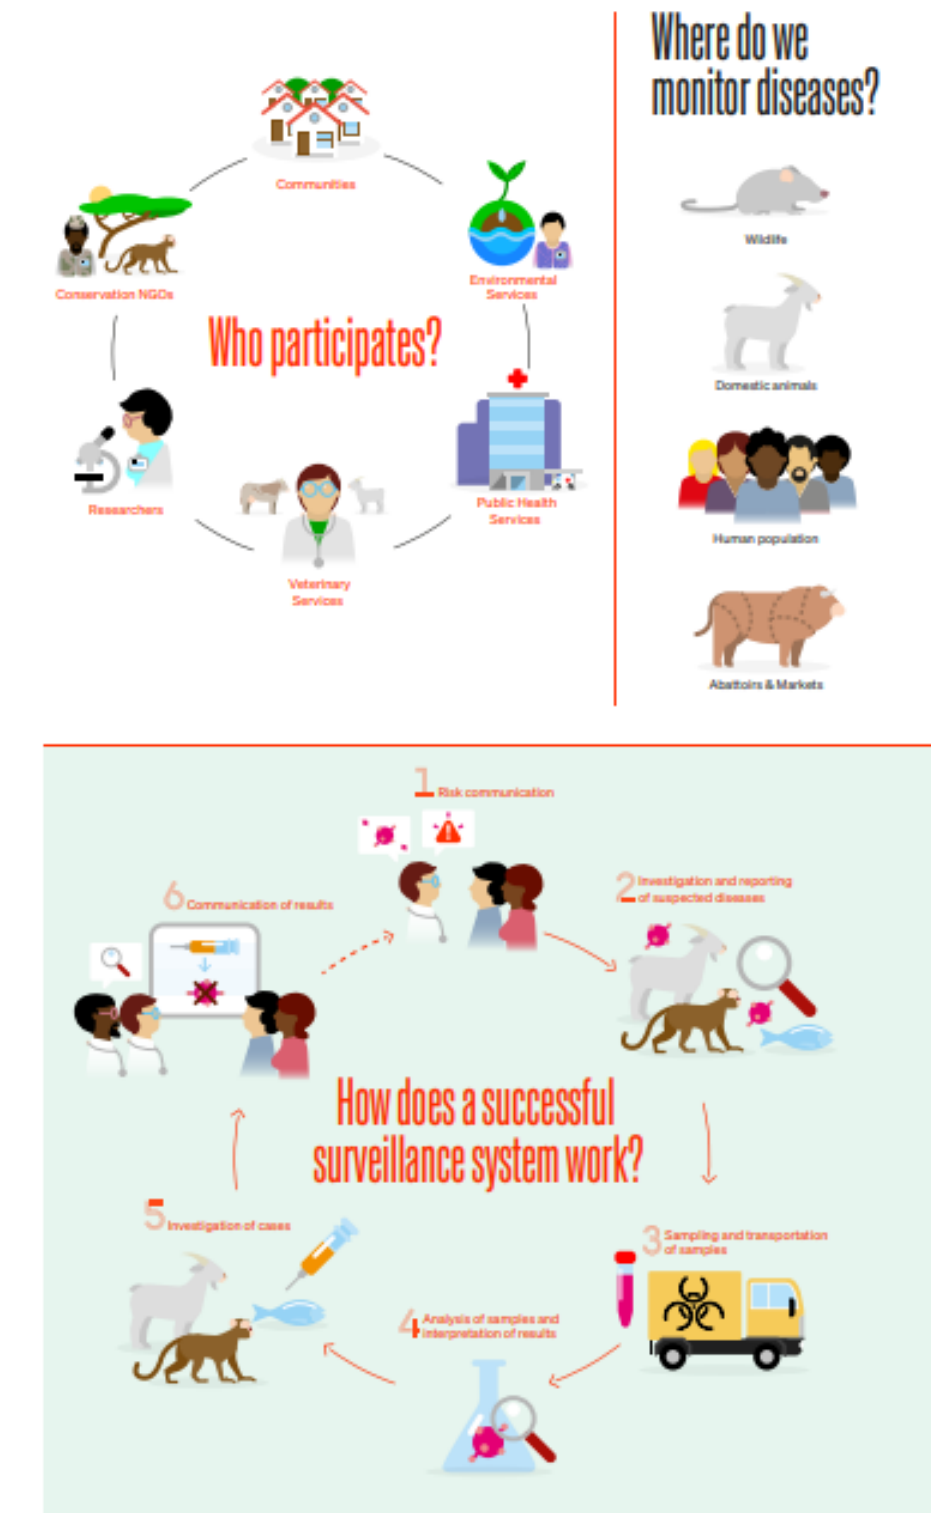 Where do we
monitor diseases?
Communities
Conservation NGOs
Environmental
Services
Who participates?
Researchers
Public Health
Services
Veterinary
Services
Wildlife
Domestic animals
Human population
Abattoirs & Markets
1 Risk communication
2 Investigation and reporting
of suspected diseases
6 Communication of results
How does a successful
surveillance system work?
5 Investigation of cases
3 Sampling and transportation
of samples
4 Analysis of samples and
interpretation of results